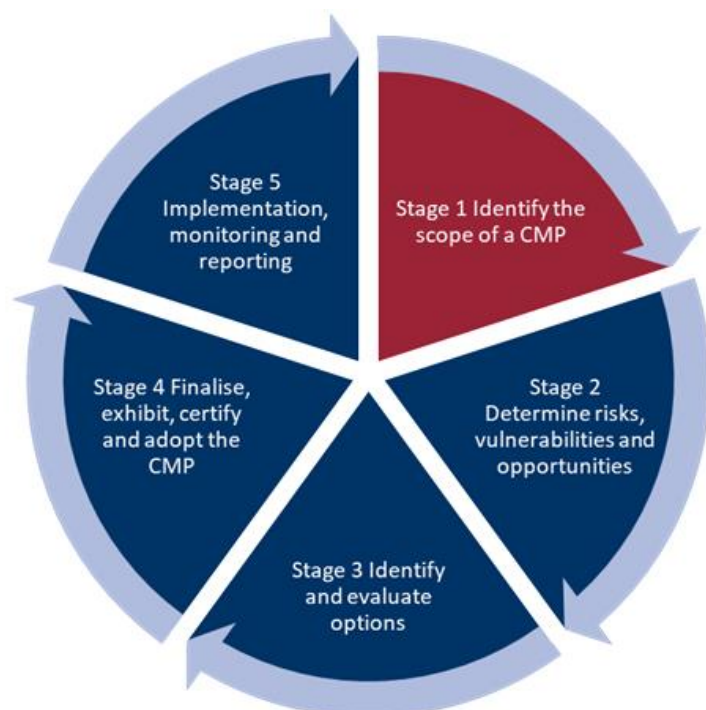 Stage 1 Identify the
scope of a CMP
Stage 2
Determine risks,
vulnerabilities and
opportunities
Stage 3 Identify
and evaluate
options
Stage 4 Finalise,
exhibit, certify
and adopt the
CMP
Stage 5
Implementation,
monitoring and
reporting